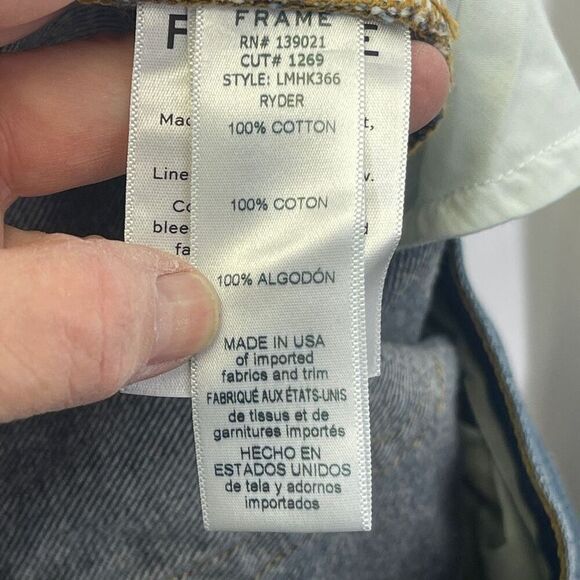 FRAME
RN# 139021
CUT# 1269
STYLE: LMHK366
RYDER
100% COTTON
100% COTON
100% ALGODÓN
MADE IN USA
of imported
fabrics and trim
FABRIQUÉ AUX ÉTATS-UNIS
de tissus et de
garnitures importés
HECHO EN
ESTADOS UNIDOS
de tela y adornos
importados